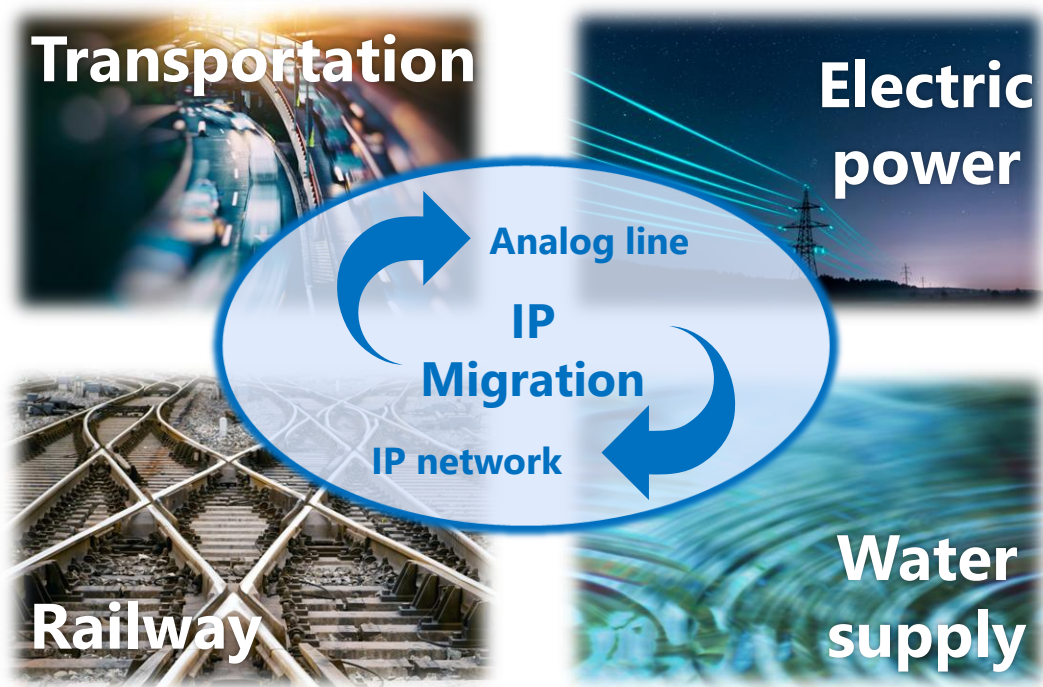 Transportation
Electric
power
Analog line
IP
Migration
IP network
Railway
Water
supply